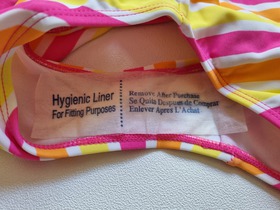 Hygienic Liner
For Fitting Purposes
Remove After Purchase
Se Quita Despues de Comprar
Enlever Apres L'Achat.